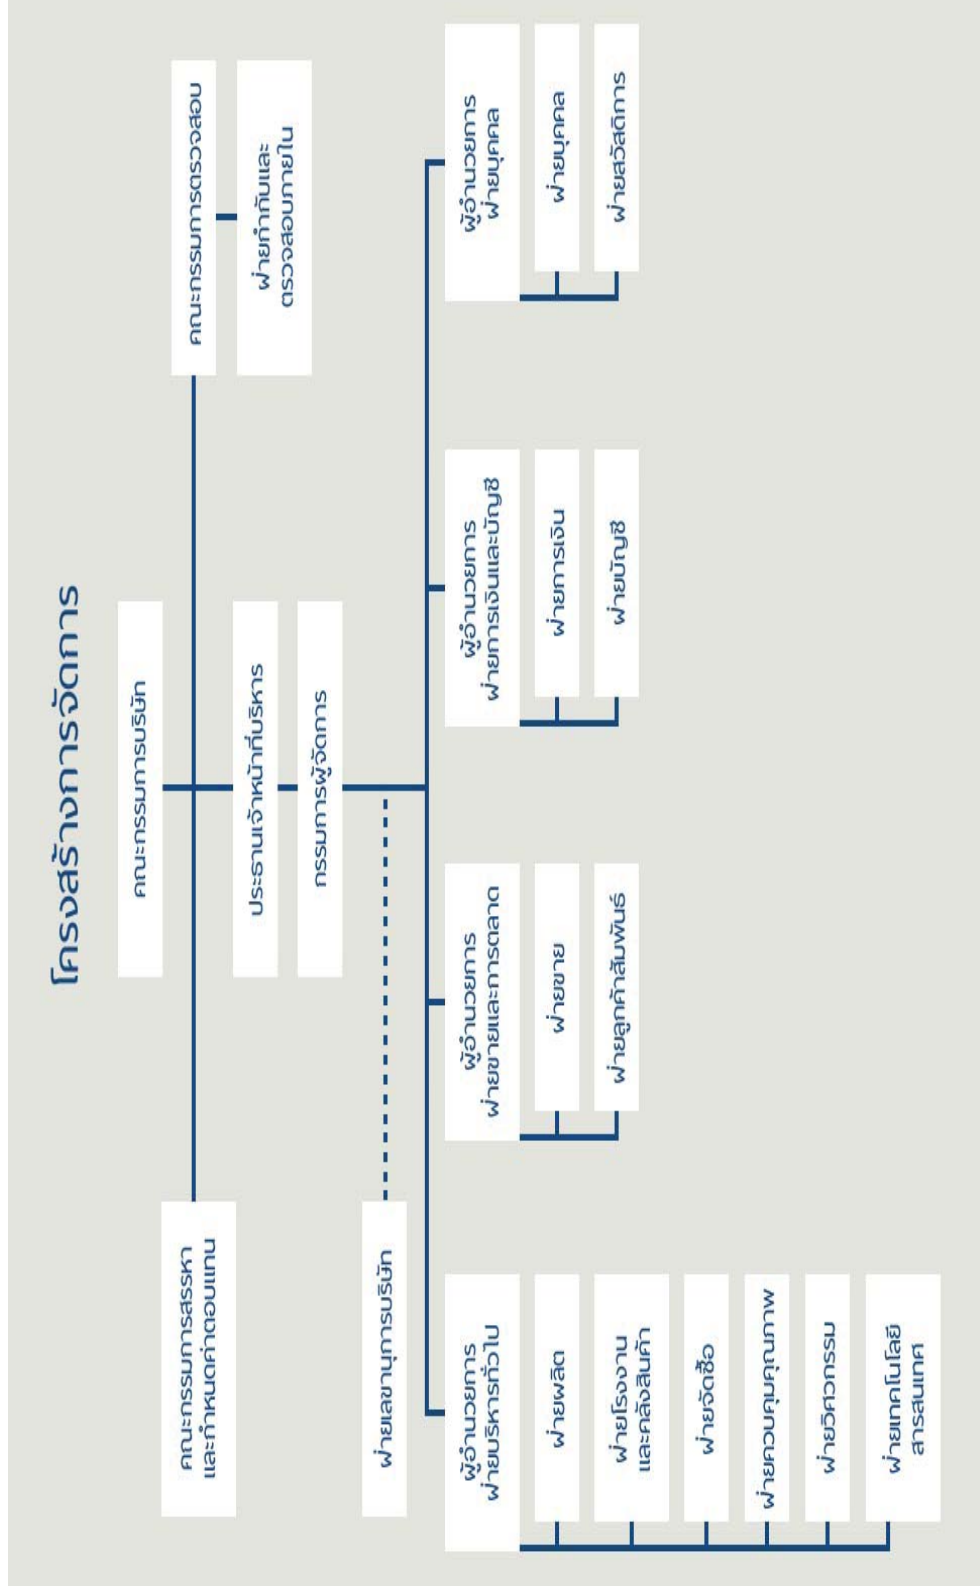 โครงสร้างการจัดการ
คณะกรรมการบริษัท
คณะกรรมการสรรหา
และกำหนดค่าตอบแทน
คณะกรรมการตรวจสอบ
ฝ่ายกำกับและ
ตรวจสอบภายใน
ประธานเจ้าหน้าที่บริหาร
กรรมการผู้จัดการ
ฝ่ายเลขานุการบริษัท
ผู้อำนวยการ
ฝ่ายบริหารทั่วไป
ฝ่ายผลิต
ฝ่ายโรงงาน
และคลังสินค้า
ฝ่ายจัดซื้อ
ฝ่ายควบคุมคุณภาพ
ฝ่ายวิศวกรรม
ฝ่ายเทคโนโลยี
สารสนเทศ
ผู้อำนวยการ
ฝ่ายขายและการตลาด
ฝ่ายขาย
ฝ่ายลูกค้าสัมพันธ์
ผู้อำนวยการ
ฝ่ายการเงินและบัญชี
ฝ่ายการเงิน
ฝ่ายบัญชี
ผู้อำนวยการ
ฝ่ายบุคคล
ฝ่ายบุคคล
ฝ่ายสวัสดิการ